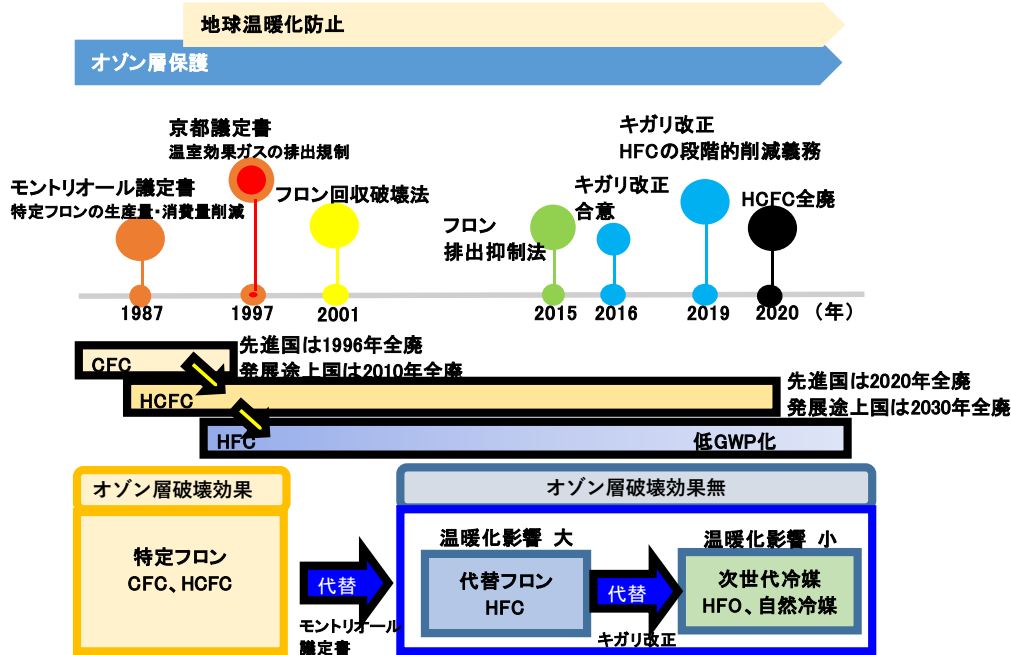 地球温暖化防止
オゾン層保護
京都議定書
温室効果ガスの排出規制
モントリオール議定書
特定フロンの生産量・消費量削減
フロン回収破壊法
フロン
排出抑制法
キガリ改正
合意
キガリ改正
HFCの段階的削減義務
HCFC全廃
1987
1997
2001
2015
2016
2019
2020
（年）
CFC
先進国は1996年全廃
発展途上国は2010年全廃
HCFC
先進国は2020年全廃
発展途上国は2030年全廃
HFC
低GWP化
オゾン層破壊効果
特定フロン
CFC、HCFC
代替
モントリオール
議定書
オゾン層破壊効果無
温暖化影響 大
代替フロン
HFC
代替
キガリ改正
温暖化影響 小
次世代冷媒
HFO、自然冷媒